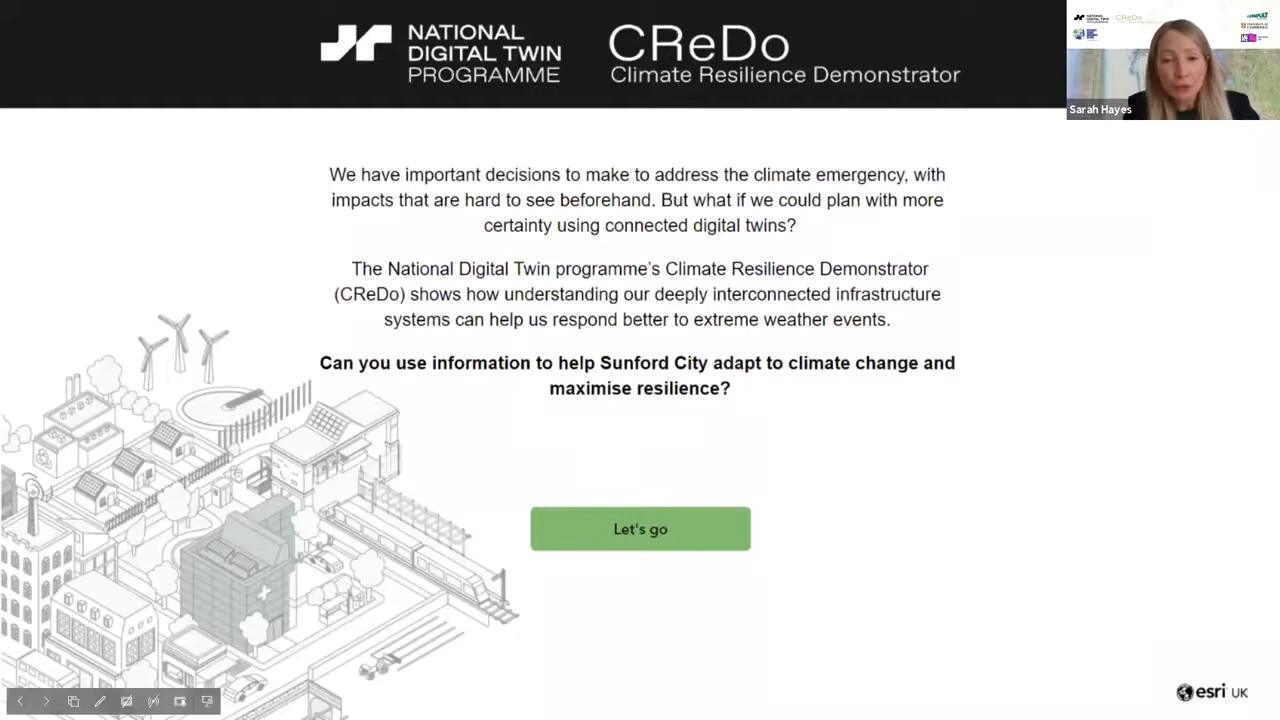 NATIONAL
DIGITAL TWIN
PROGRAMME
CReDo
Climate Resilience Demonstrator
CReDo
Sarah Hayes
We have important decisions to make to address the climate emergency, with
impacts that are hard to see beforehand. But what if we could plan with more
certainty using connected digital twins?
The National Digital Twin programme's Climate Resilience Demonstrator
(CReDo) shows how understanding our deeply interconnected infrastructure
systems can help us respond better to extreme weather events.
Can you use information to help Sunford City adapt to climate change and
maximise resilience?
Let's go
esri UK